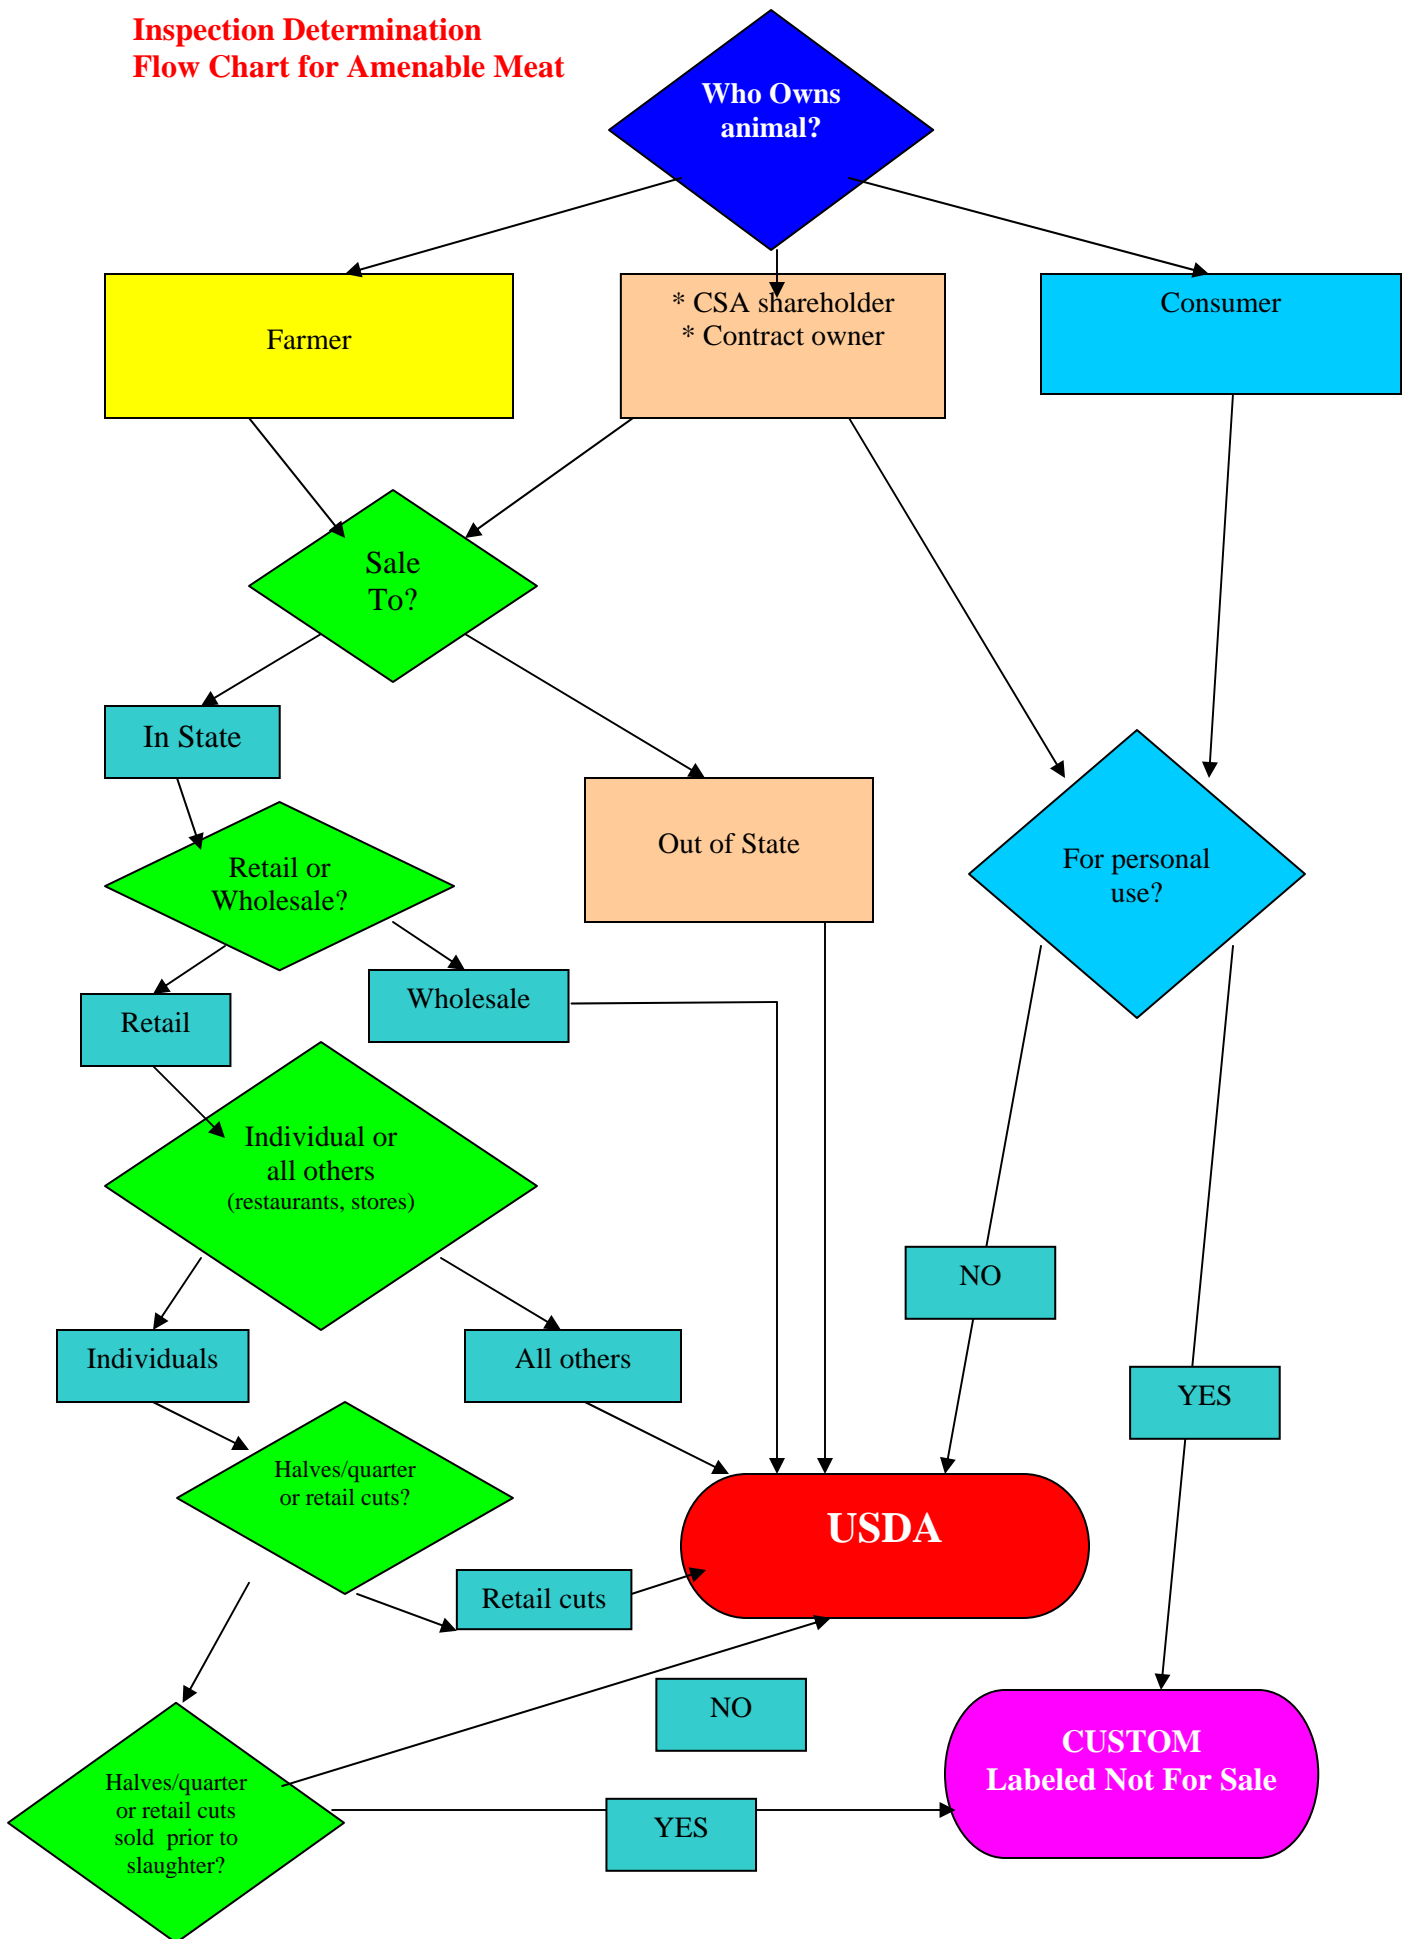 Inspection Determination
Flow Chart for Amenable Meat
Who Owns
animal?
Farmer
* CSA shareholder
* Contract owner
Consumer
Sale
To?
In State
Out of State
Retail or
Wholesale?
For personal
use?
Wholesale
Retail
Individual or
all others
(restaurants, stores)
NO
Individuals
All others
YES
Halves/quarter
or retail cuts?
USDA
Retail cuts
NO
CUSTOM
Labeled Not For Sale
Halves/quarter
or retail cuts
sold  prior to
slaughter?
YES